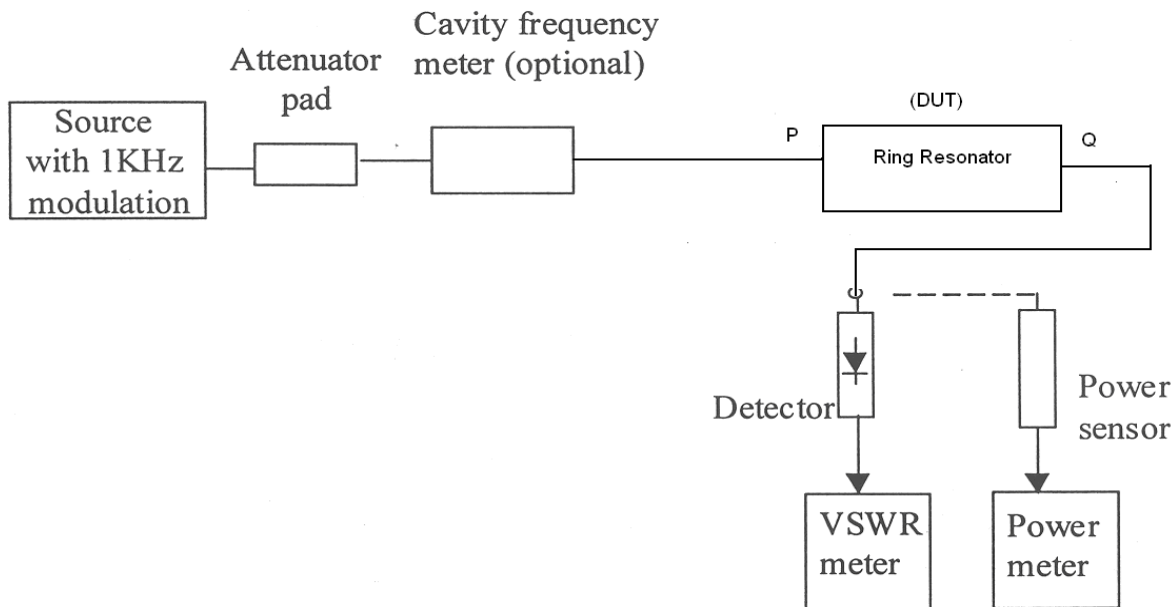 Cavity frequency
meter (optional)
Attenuator
pad
Source
with 1KHz
modulation
(DUT)
P
Ring Resonator
Q
Detector
Power
sensor
VSWR
meter
Power
meter